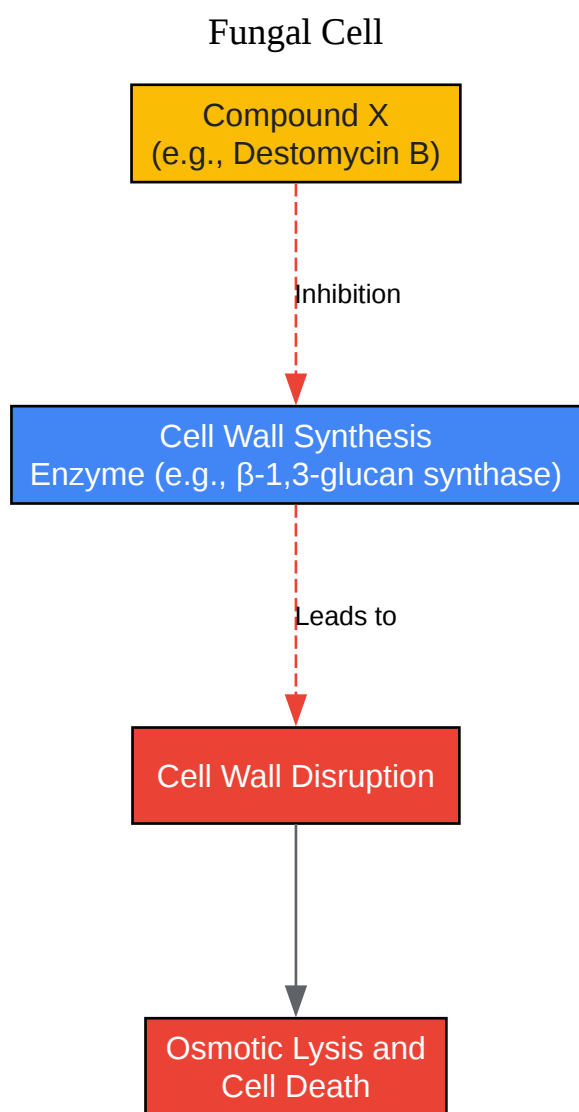 Fungal Cell
Compound X
(e.g., Destomycin B)
Inhibition
Cell Wall Synthesis
Enzyme (e.g., β-1,3-glucan synthase)
Leads to
Cell Wall Disruption
Osmotic Lysis and
Cell Death